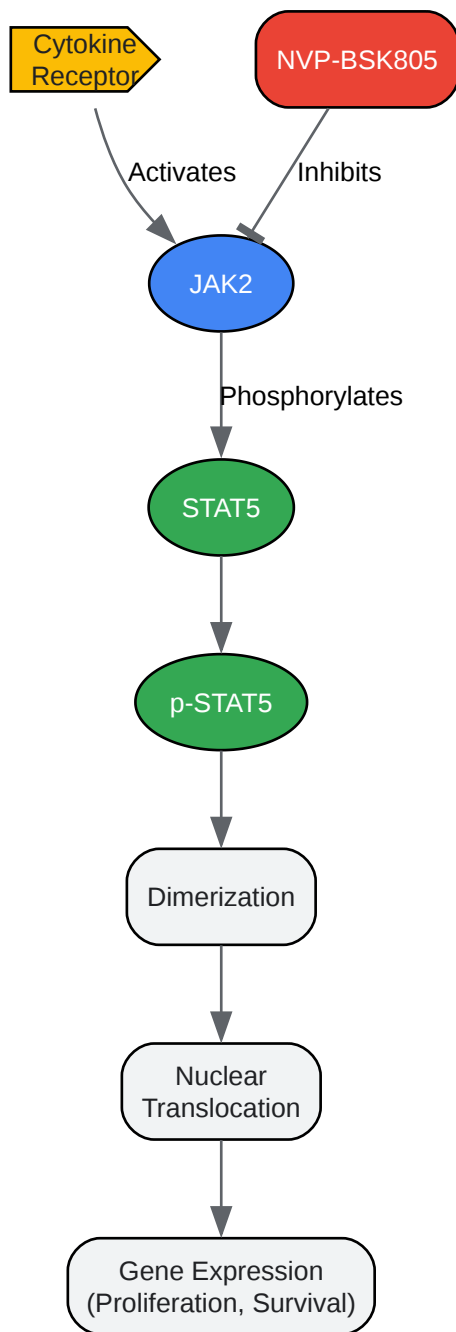 Cytokine
Receptor
NVP-BSK805
Activates
Inhibits
JAK2
Phosphorylates
STAT5
p-STAT5
Dimerization
Nuclear
Translocation
Gene Expression
(Proliferation, Survival)